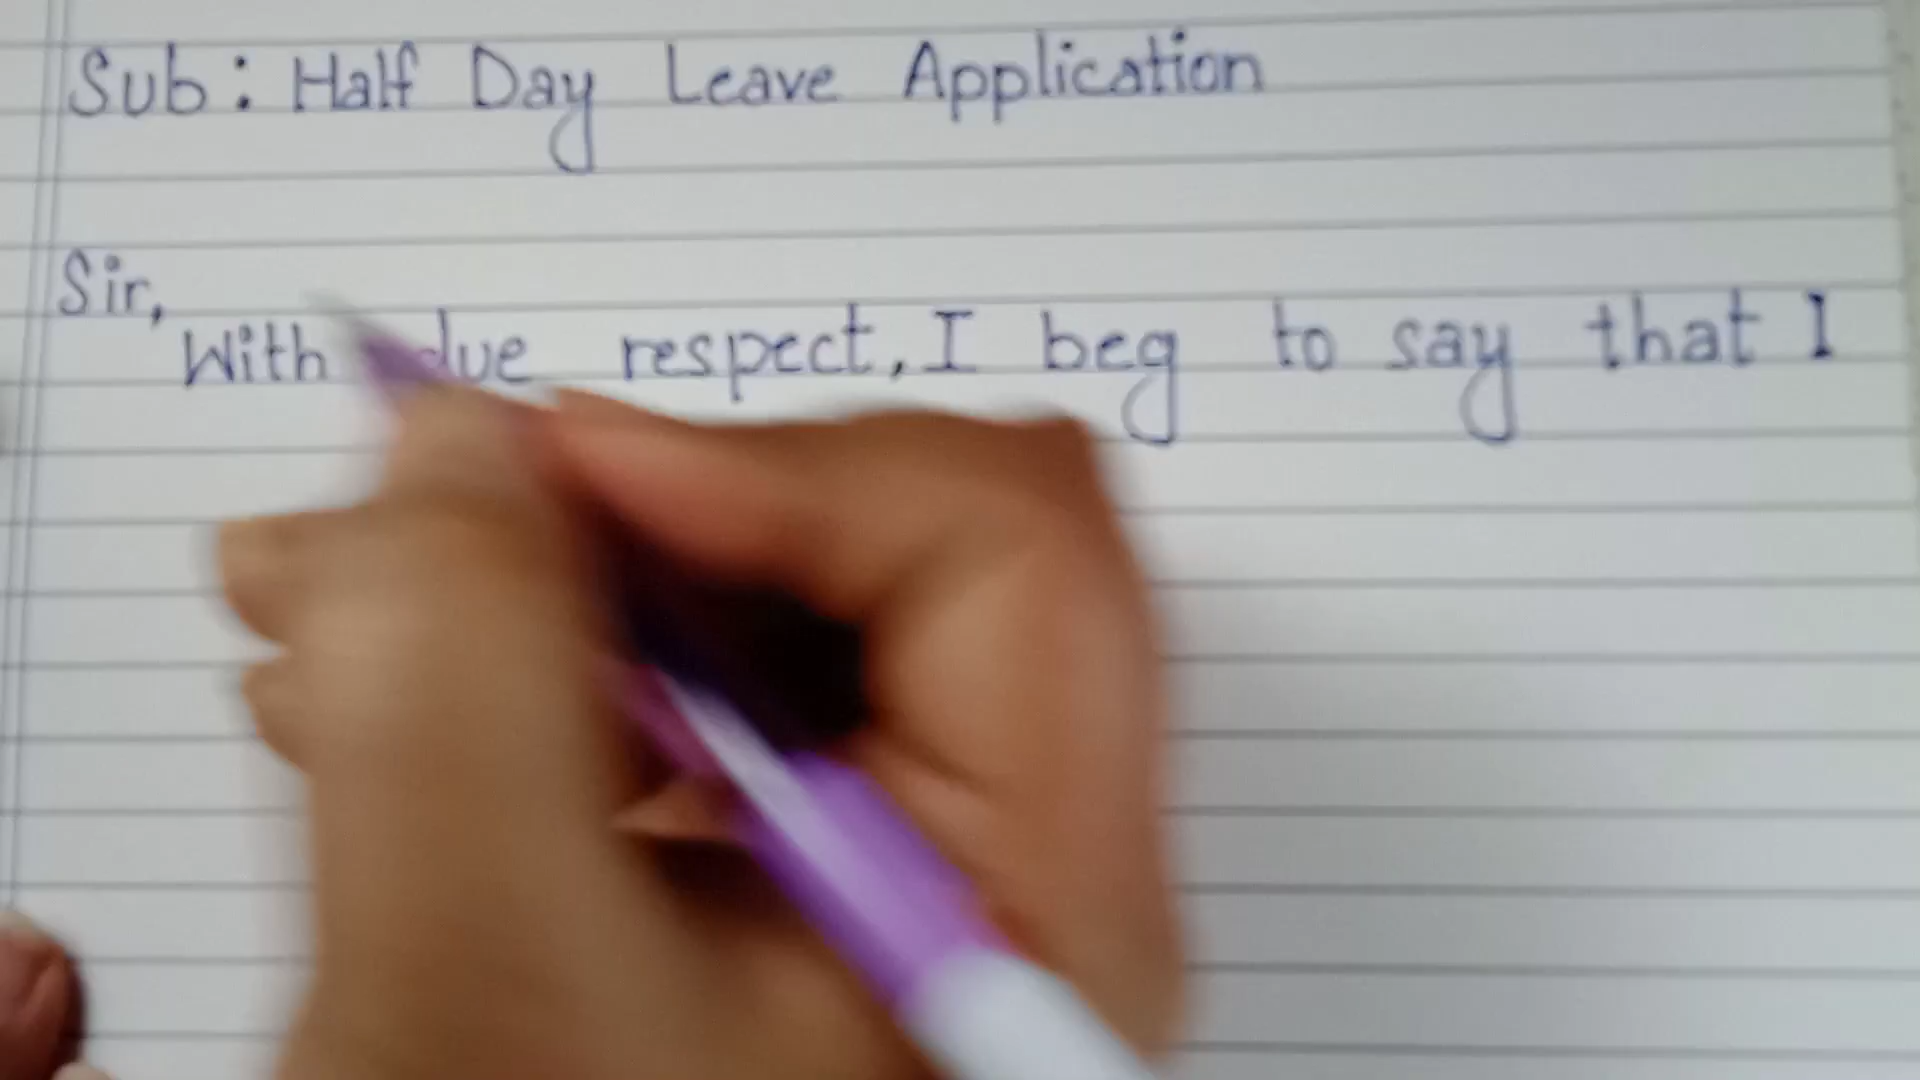 Sub: Half Day Leave Application
Sir,
With due respect, I beg to say that I